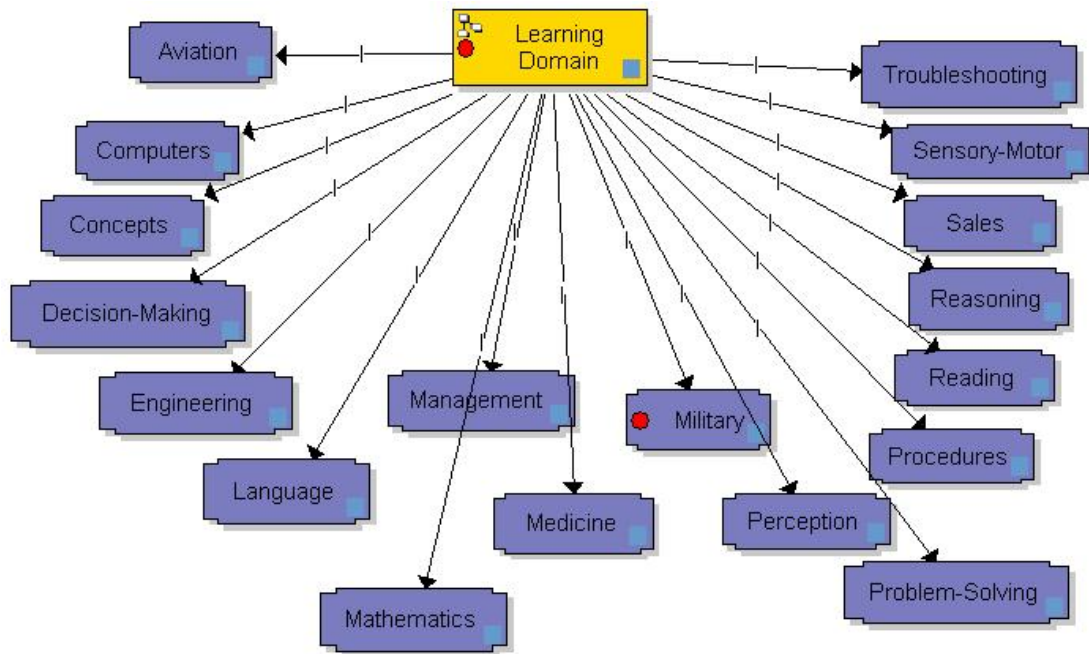 Learning
Domain
Aviation
Troubleshooting
Computers
Sensory-Motor
Concepts
Sales
Decision-Making
Reasoning
Engineering
Management
Reading
Military
Language
Procedures
Medicine
Perception
Mathematics
Problem-Solving